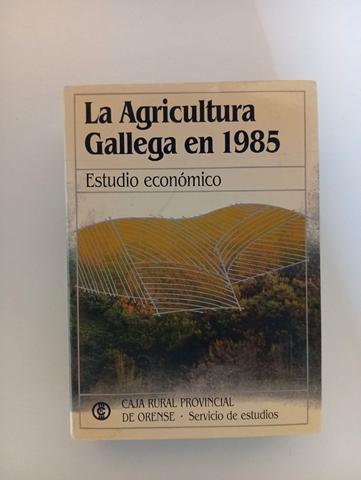 La Agricultura
Gallega en 1985
Estudio económico
CAJA RURAL PROVINCIAL
DE ORENSE · Servicio de estudios